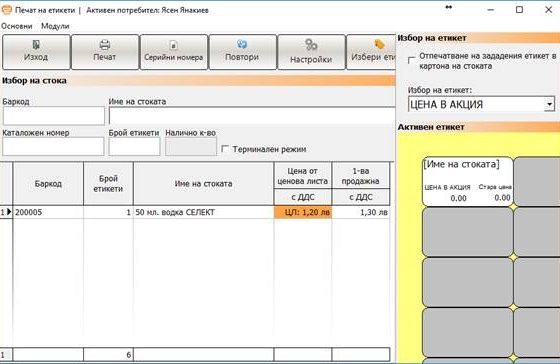 Печат на етикети | Активен потребител: Ясен Янакиев
Основни Модули
Изход Печат Серийни номера Повтори Настройки Избери ети
Избор на стока
Баркод Име на стоката
Каталожен номер Брой етикети Налично к-во
Терминален режим
Баркод Брой етикети Име на стоката Цена от ценова листа 1-ва продажна
с ДДС с ДДС
1 200005 1 50 мл. водка СЕЛЕКТ ЦЛ: 1,20 лв 1,30 лв
1 6
Избор на етикет
Отпечатване на зададения етикет в
картона на стоката
Избор на етикет:
ЦЕНА В АКЦИЯ
Активен етикет
[Име на стоката]
ЦЕНА В АКЦИЯ Стара цена
0.00 0.00